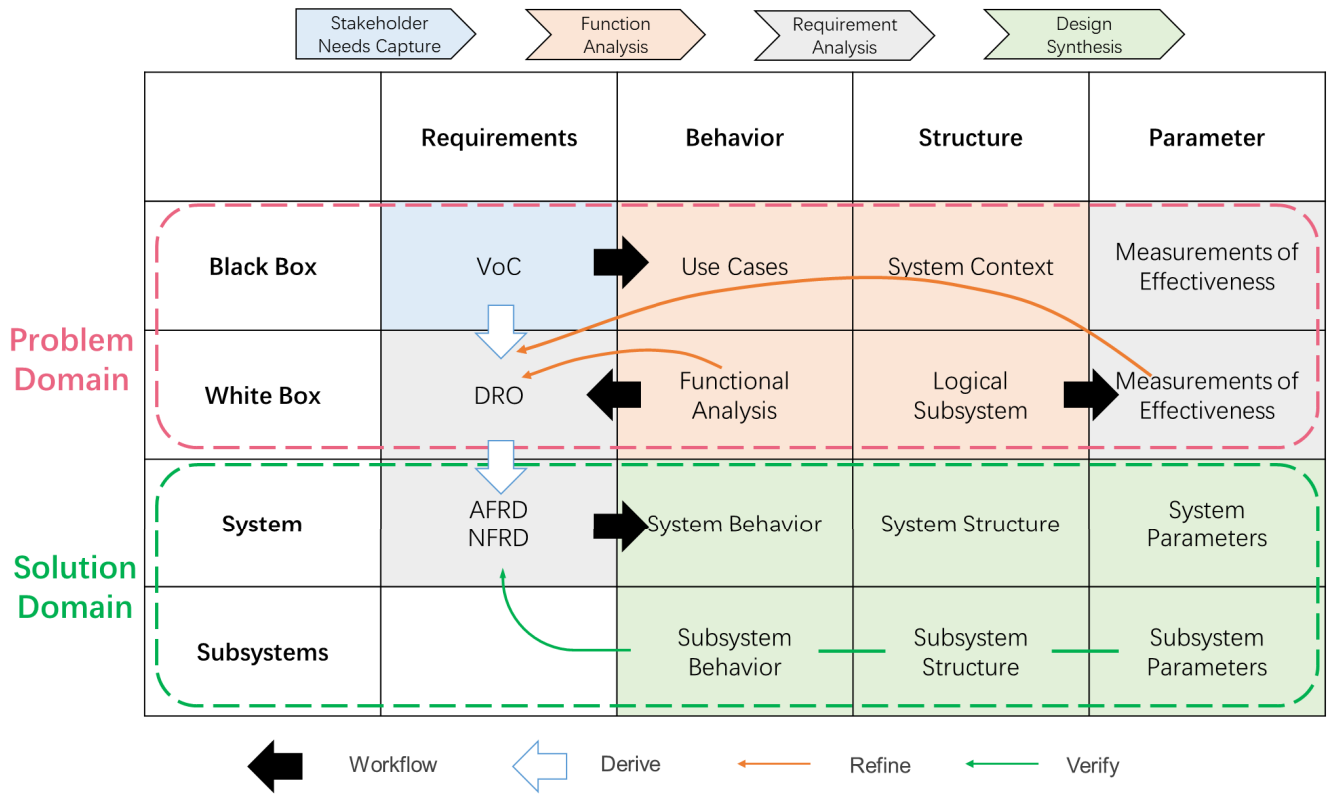 Stakeholder
Needs Capture
Function
Analysis
Requirement
Analysis
Design
Synthesis
Requirements
Behavior
Structure
Parameter
Problem
Domain
Black Box
VoC
Use Cases
System Context
Measurements of
Effectiveness
White Box
DRO
Functional
Analysis
Logical
Subsystem
Measurements of
Effectiveness
Solution
Domain
System
AFRD
NFRD
System Behavior
System Structure
System
Parameters
Subsystems
Subsystem
Behavior
Subsystem
Structure
Subsystem
Parameters
Workflow
Derive
Refine
Verify